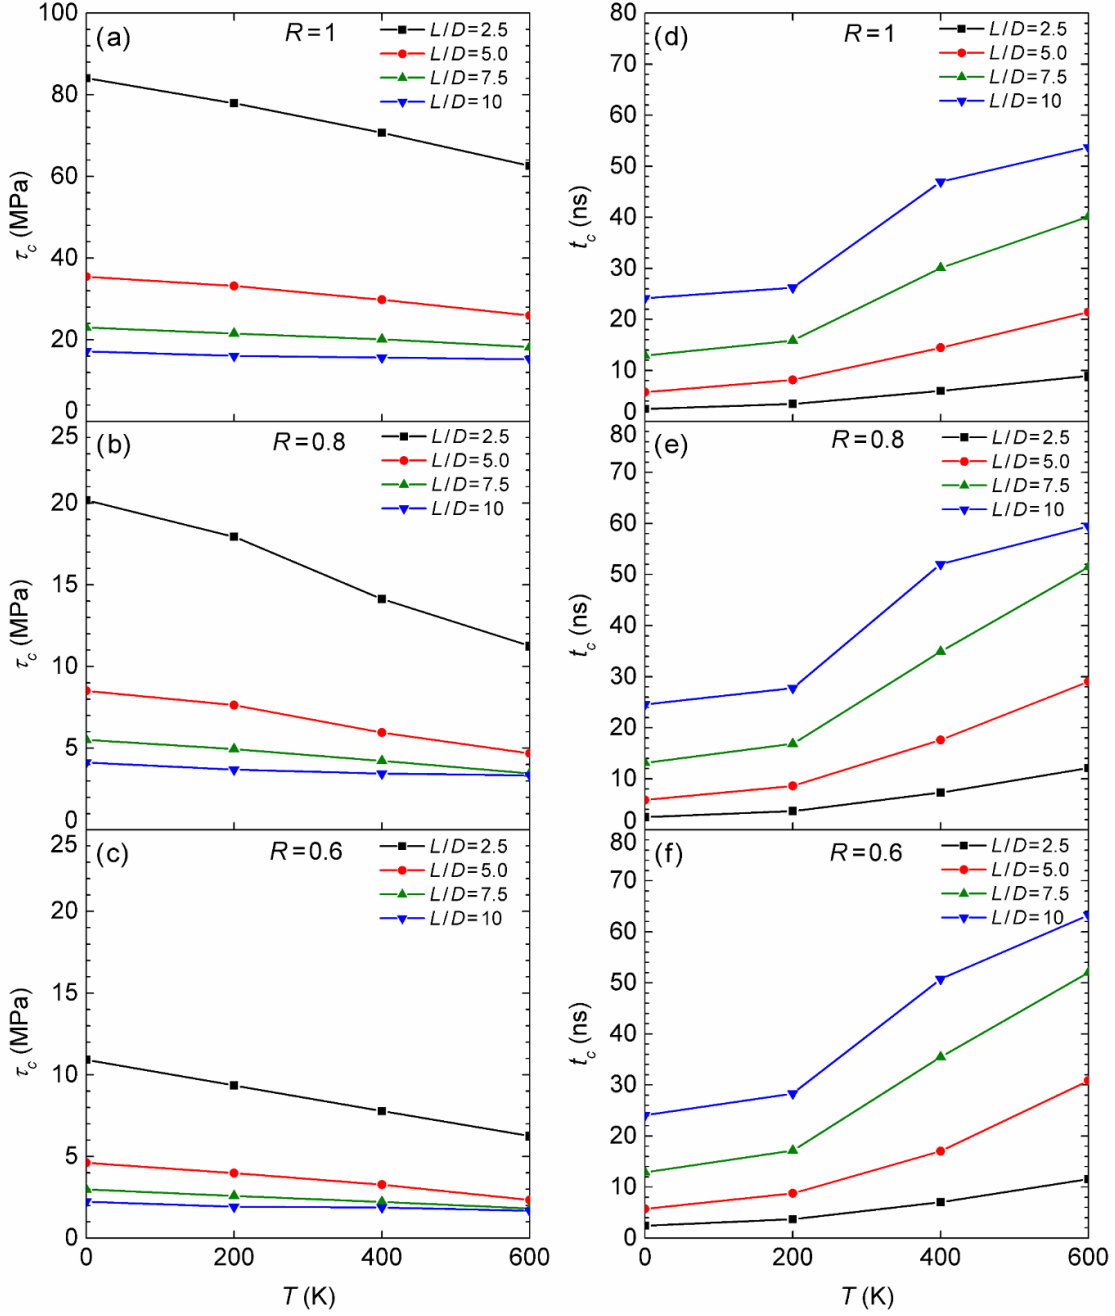 (a)
R=1
L/D=2.5
L/D=5.0
L/D=7.5
L/D=10
100
80
60
40
20
0
τc (MPa)
(d)
R=1
L/D=2.5
L/D=5.0
L/D=7.5
L/D=10
80
70
60
50
40
30
20
10
0
tc (ns)
(b)
R=0.8
L/D=2.5
L/D=5.0
L/D=7.5
L/D=10
25
20
15
10
5
0
τc (MPa)
(e)
R=0.8
L/D=2.5
L/D=5.0
L/D=7.5
L/D=10
80
70
60
50
40
30
20
10
0
tc (ns)
(c)
R=0.6
L/D=2.5
L/D=5.0
L/D=7.5
L/D=10
25
20
15
10
5
0
τc (MPa)
0 200 400 600
T (K)
(f)
R=0.6
L/D=2.5
L/D=5.0
L/D=7.5
L/D=10
80
70
60
50
40
30
20
10
0
tc (ns)
0 200 400 600
T (K)